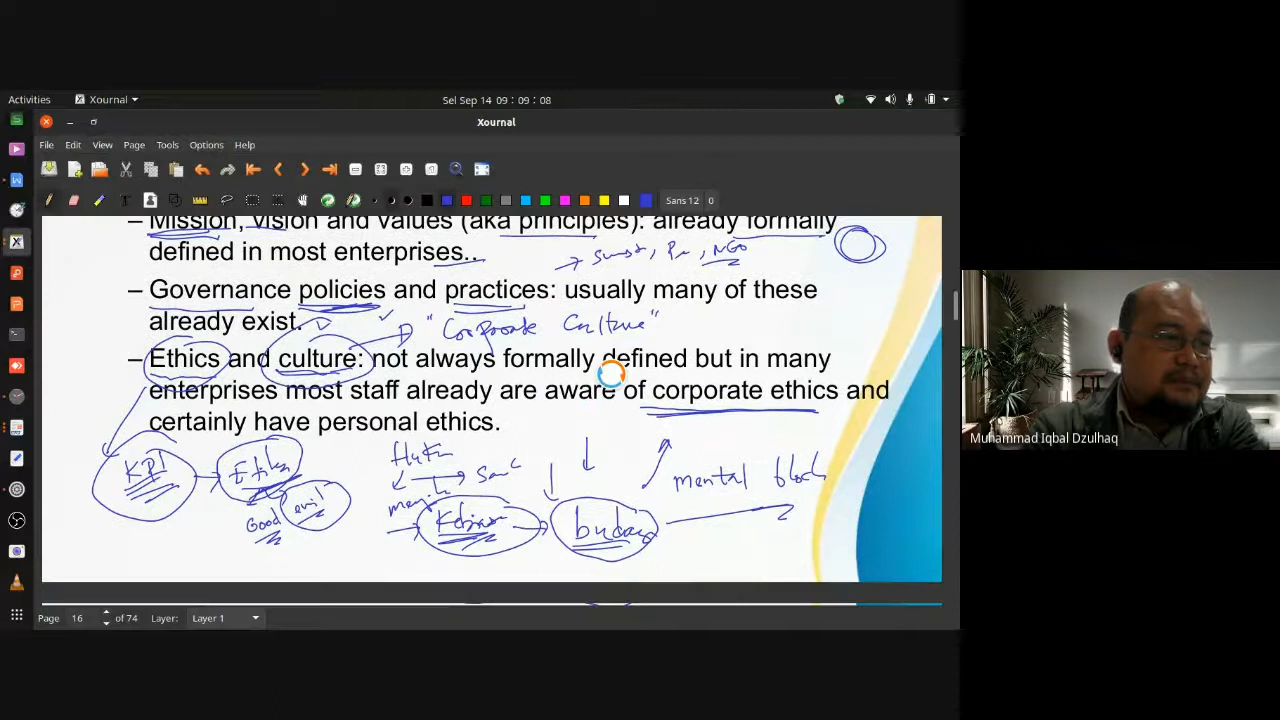 Activities Xournal Sel Sep 14 09:09:08
Xournal
File Edit View Page Tools Options Help
Sans 12
– Mission, vision and values (aka principles): already formally
defined in most enterprises..
NGO
– Governance policies and practices: usually many of these
already exist.
"Corporate Culture"
– Ethics and culture: not always formally defined but in many
enterprises most staff already are aware of corporate ethics and
certainly have personal ethics.
KPI Etika mental block
Good evil
budaya
Muhammad Iqbal Dzulhaq
Page 16 of 74 Layer: Layer 1